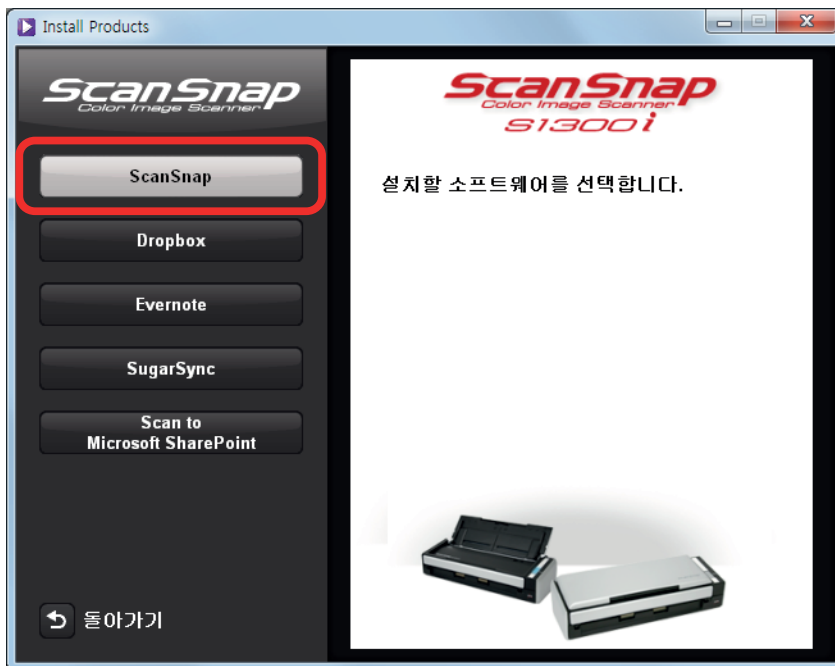 Install Products
ScanSnap
Color Image Scanner
ScanSnap
Dropbox
Evernote
SugarSync
Scan to
Microsoft SharePoint
돌아가기
ScanSnap
Color Image Scanner
S1300i
설치할 소프트웨어를 선택합니다.